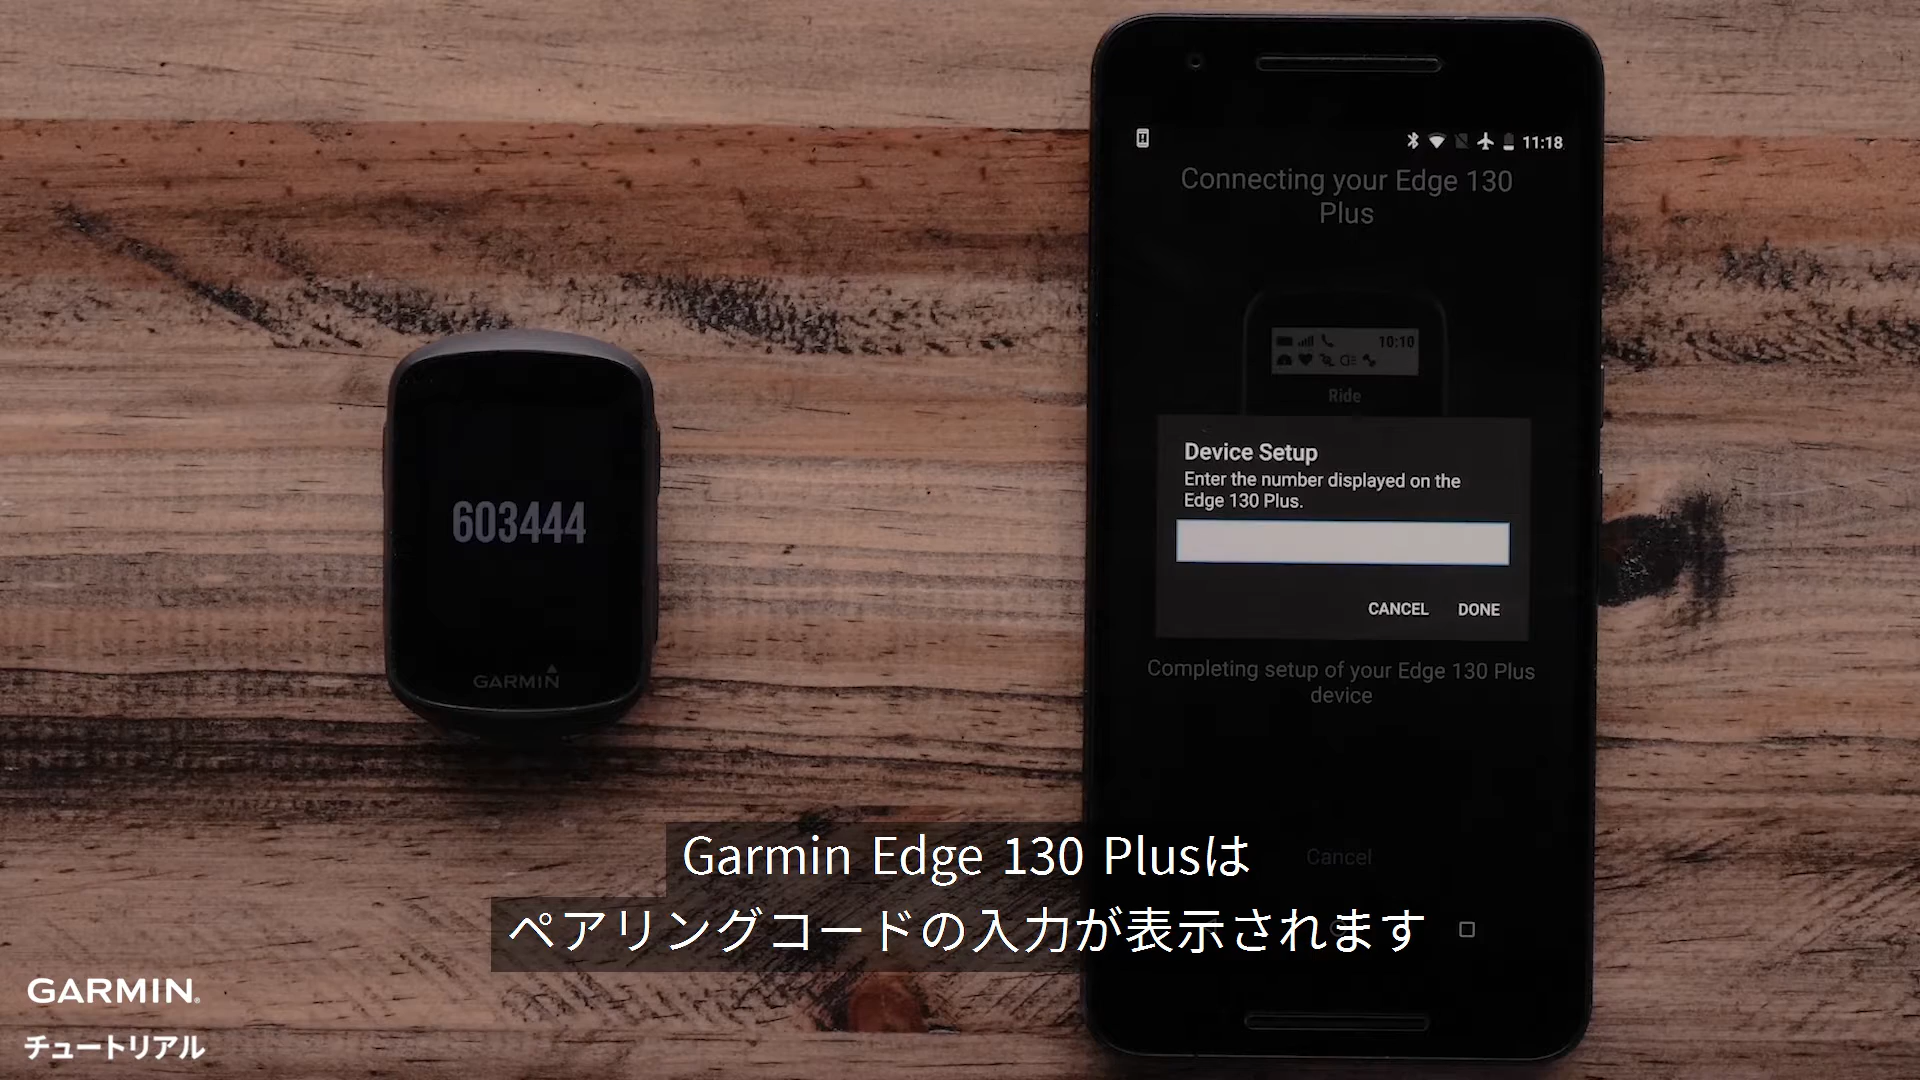 11:18
Connecting your Edge 130
Plus
10:10
Ride
Device Setup
Enter the number displayed on the
Edge 130 Plus.
CANCEL DONE
Completing setup of your Edge 130 Plus
device
Cancel
603444
GARMIN
Garmin Edge 130 Plusは
ペアリングコードの入力が表示されます
GARMIN®
チュートリアル